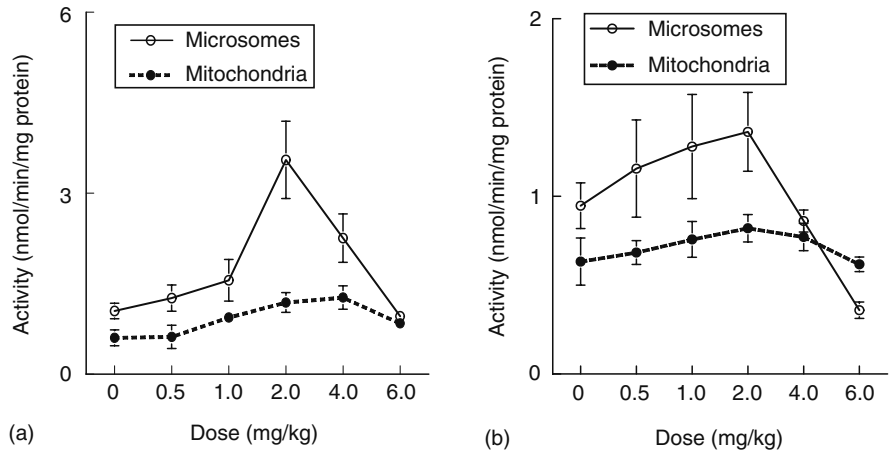 6
Microsomes
Mitochondria
Activity (nmol/min/mg protein)
3
0
0 0.5 1.0 2.0 4.0 6.0
(a) Dose (mg/kg)
2
Microsomes
Mitochondria
Activity (nmol/min/mg protein)
1
0
0 0.5 1.0 2.0 4.0 6.0
(b) Dose (mg/kg)